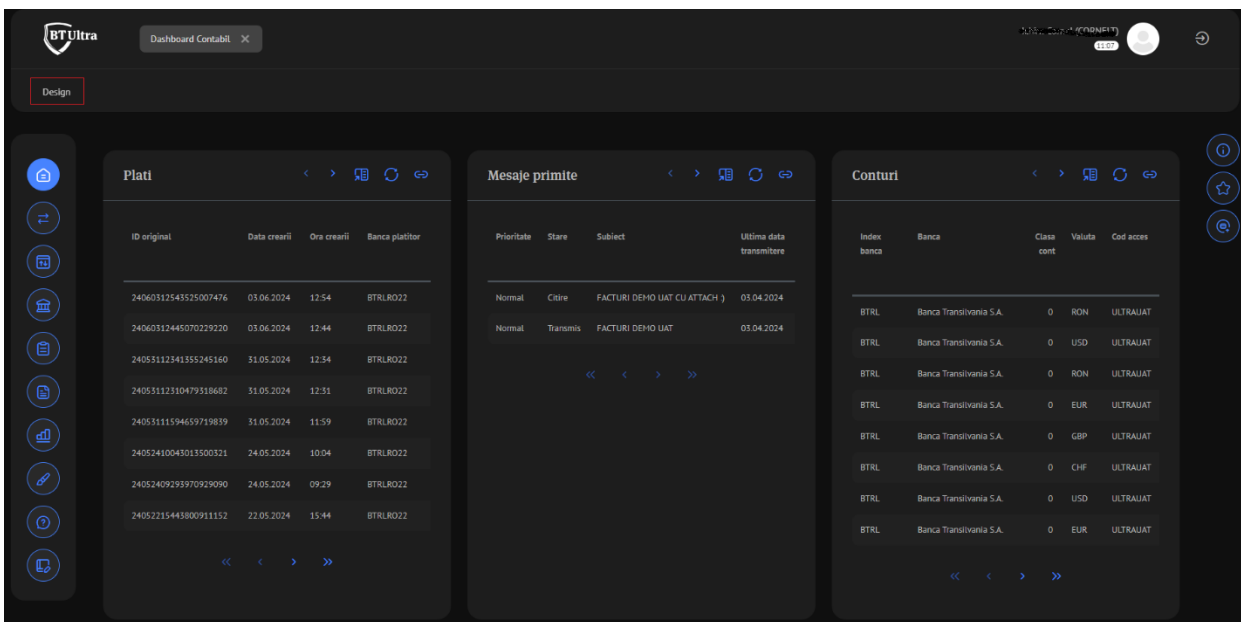 BT Ultra
Dashboard Contabil
(CORNELT)
11:07
Design
Plati
ID original Data crearii Ora crearii Banca platitor
24060312543525007476 03.06.2024 12:54 BTRLRO22
24060312445070229220 03.06.2024 12:44 BTRLRO22
24053112341355245160 31.05.2024 12:34 BTRLRO22
24053112310479318682 31.05.2024 12:31 BTRLRO22
24053111594659719839 31.05.2024 11:59 BTRLRO22
24052410043013500321 24.05.2024 10:04 BTRLRO22
24052409293970929090 24.05.2024 09:29 BTRLRO22
24052215443800911152 22.05.2024 15:44 BTRLRO22
Mesaje primite
Prioritate Stare Subiect Ultima data
transmitere
Normal Citire FACTURI DEMO UAT CU ATTACH :) 03.04.2024
Normal Transmis FACTURI DEMO UAT 03.04.2024
Conturi
Index Banca Clasa Valuta Cod acces
banca cont
BTRL Banca Transilvania S.A. 0 RON ULTRAUAT
BTRL Banca Transilvania S.A. 0 USD ULTRAUAT
BTRL Banca Transilvania S.A. 0 RON ULTRAUAT
BTRL Banca Transilvania S.A. 0 EUR ULTRAUAT
BTRL Banca Transilvania S.A. 0 GBP ULTRAUAT
BTRL Banca Transilvania S.A. 0 CHF ULTRAUAT
BTRL Banca Transilvania S.A. 0 USD ULTRAUAT
BTRL Banca Transilvania S.A. 0 EUR ULTRAUAT